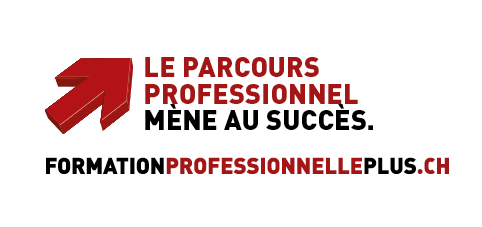 LE PARCOURS
PROFESSIONNEL
MÈNE AU SUCCÈS.
FORMATIONPROFESSIONNELLEPLUS.CH